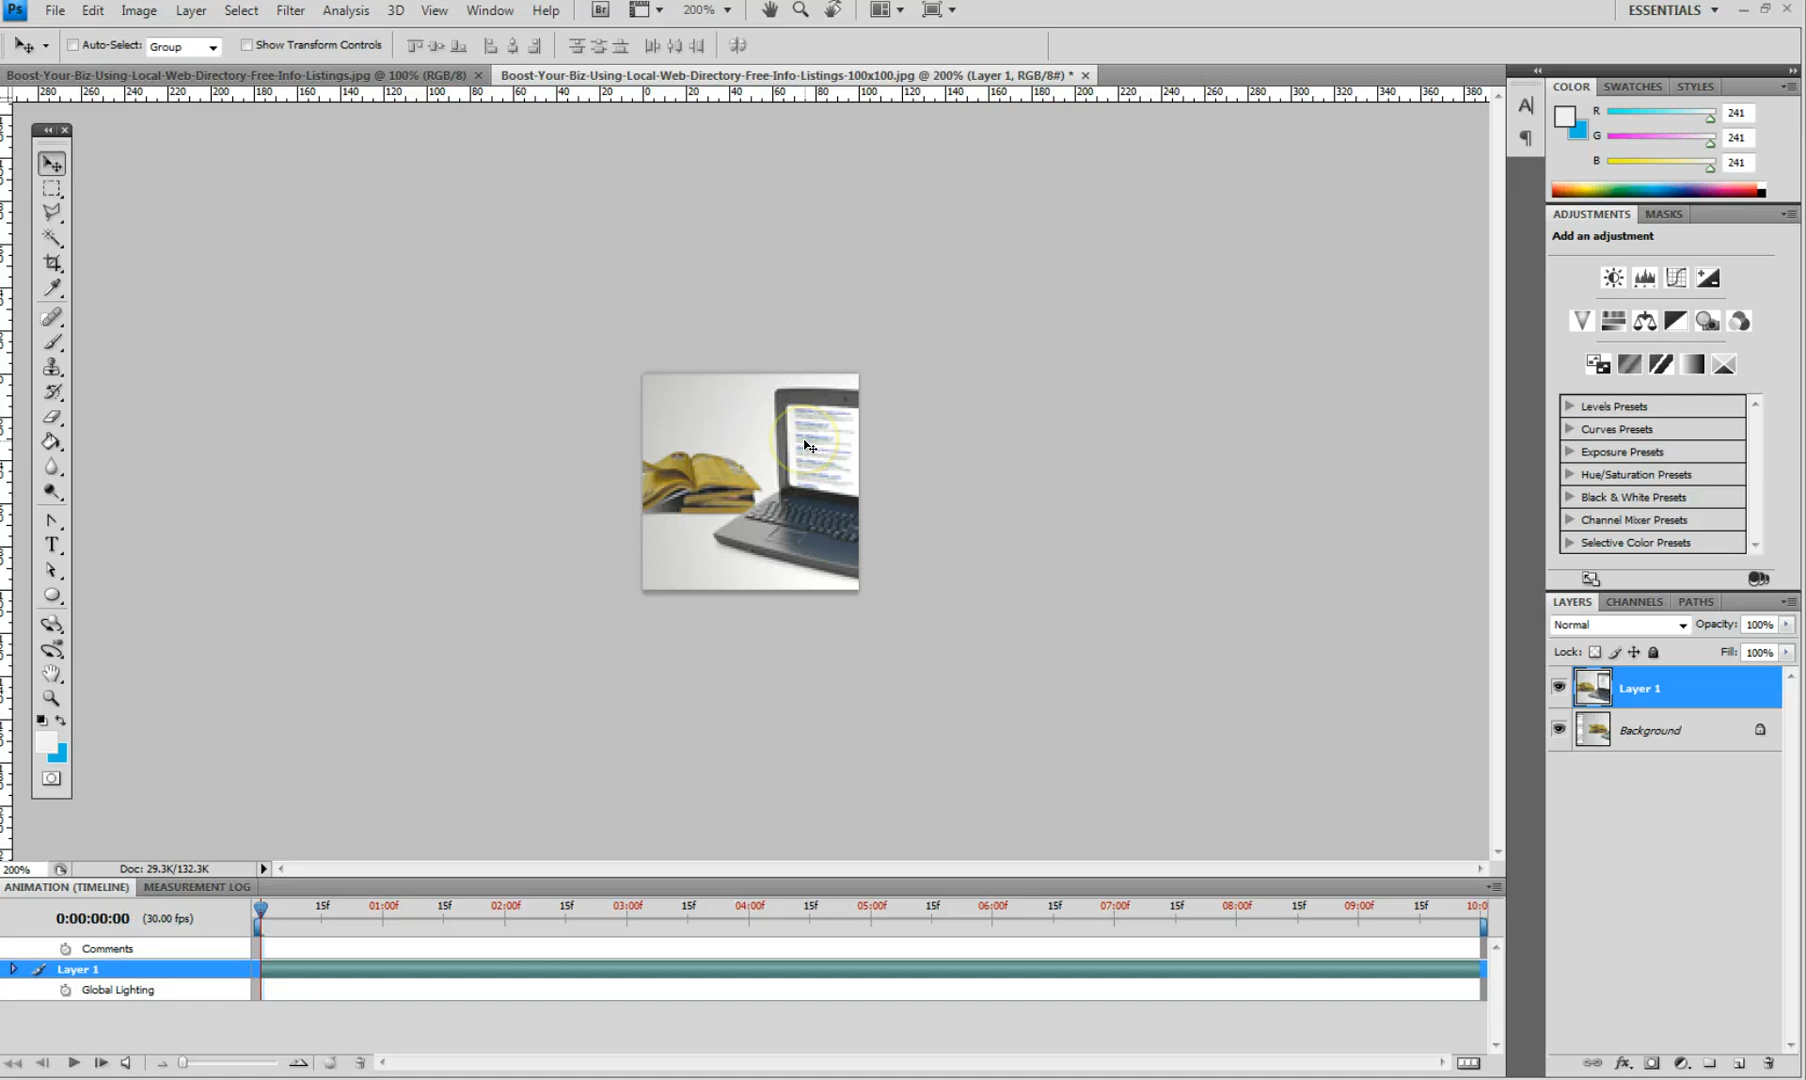 Ps File Edit Image Layer Select Filter Analysis 3D View Window Help Br 200% ESSENTIALS
Auto-Select: Group Show Transform Controls
Boost-Your-Biz-Using-Local-Web-Directory-Free-Info-Listings.jpg @ 100% (RGB/8) × Boost-Your-Biz-Using-Local-Web-Directory-Free-Info-Listings-100x100.jpg @ 200% (Layer 1, RGB/8#) * ×
280 260 240 220 200 180 160 140 120 100 80 60 40 20 0 20 40 60 80 100 120 140 160 180 200 220 240 260 280 300 320 340 360 380
COLOR SWATCHES STYLES
R 241
G 241
B 241
ADJUSTMENTS MASKS
Add an adjustment
Levels Presets
Curves Presets
Exposure Presets
Hue/Saturation Presets
Black & White Presets
Channel Mixer Presets
Selective Color Presets
LAYERS CHANNELS PATHS
Normal Opacity: 100%
Lock: Fill: 100%
Layer 1
Background
200% Doc: 29.3K/132.3K
ANIMATION (TIMELINE) MEASUREMENT LOG
0:00:00:00 (30.00 fps) 15f 01:00f 15f 02:00f 15f 03:00f 15f 04:00f 15f 05:00f 15f 06:00f 15f 07:00f 15f 08:00f 15f 09:00f 15f 10:0
Comments
Layer 1
Global Lighting